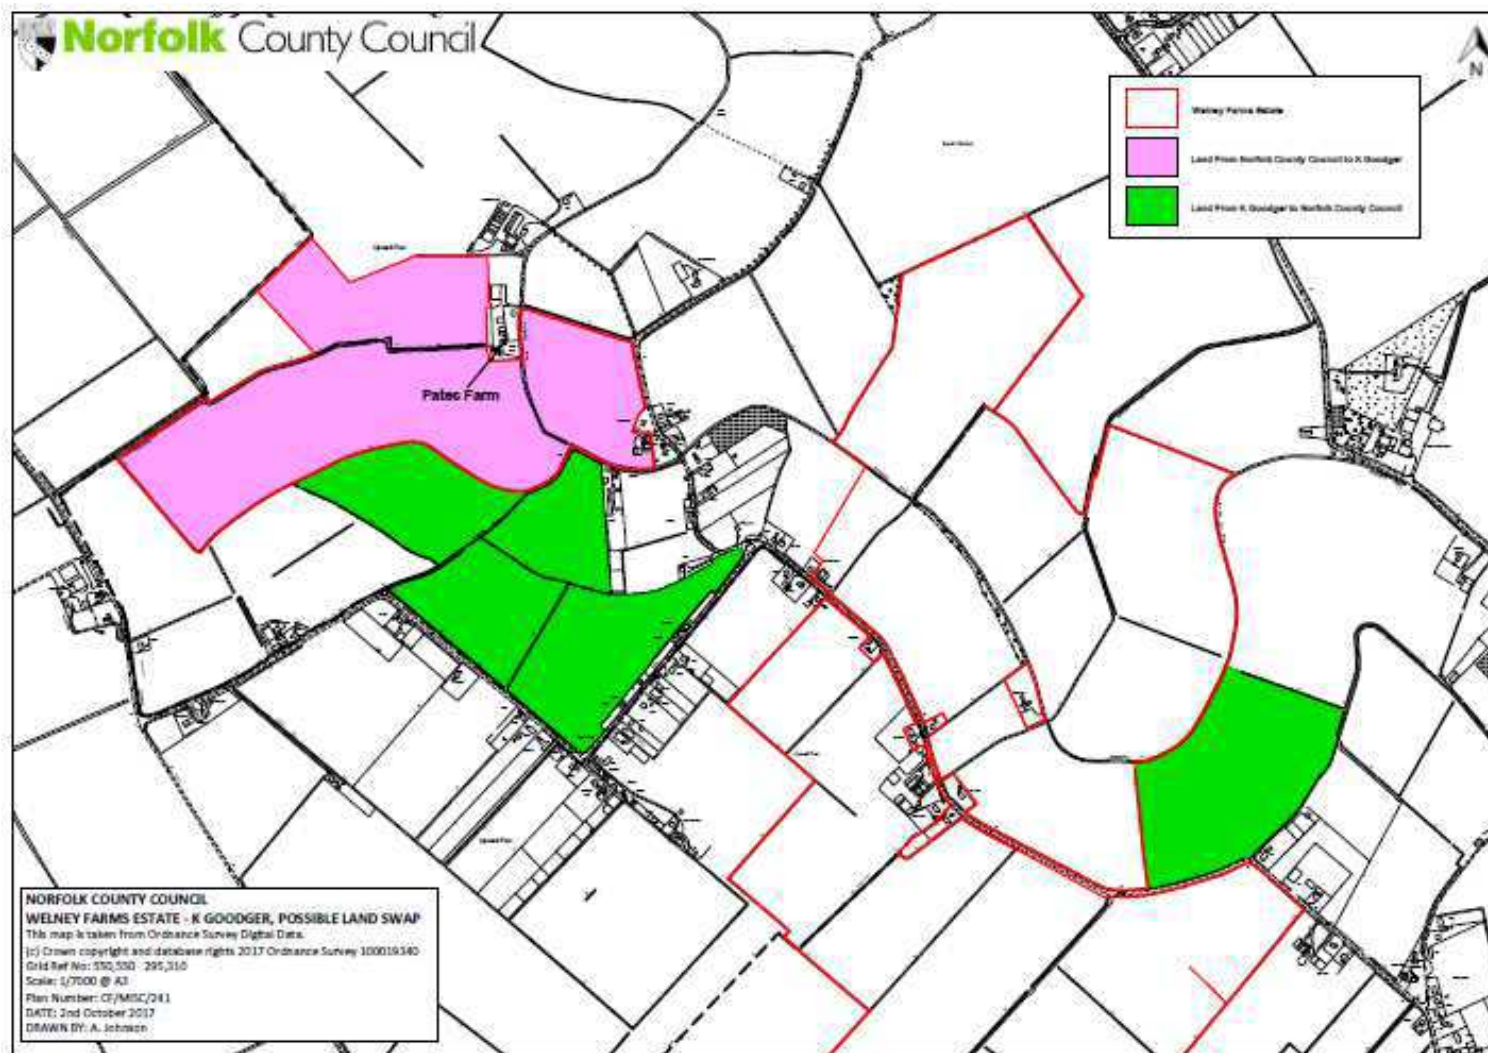 Norfolk County Council
N
Welney Farms Estate
Land From Norfolk County Council to K Goodger
Land From K Goodger to Norfolk County Council
Patec Farm
NORFOLK COUNTY COUNCIL
WELNEY FARMS ESTATE - K GOODGER, POSSIBLE LAND SWAP
This map is taken from Ordnance Survey Digital Data.
(c) Crown copyright and database rights 2017 Ordnance Survey 100019340
Grid Ref No: 550,550 295,310
Scale: 1/7000 @ A3
Plan Number: CF/MISC/241
DATE: 2nd October 2017
DRAWN BY: A. Johnson